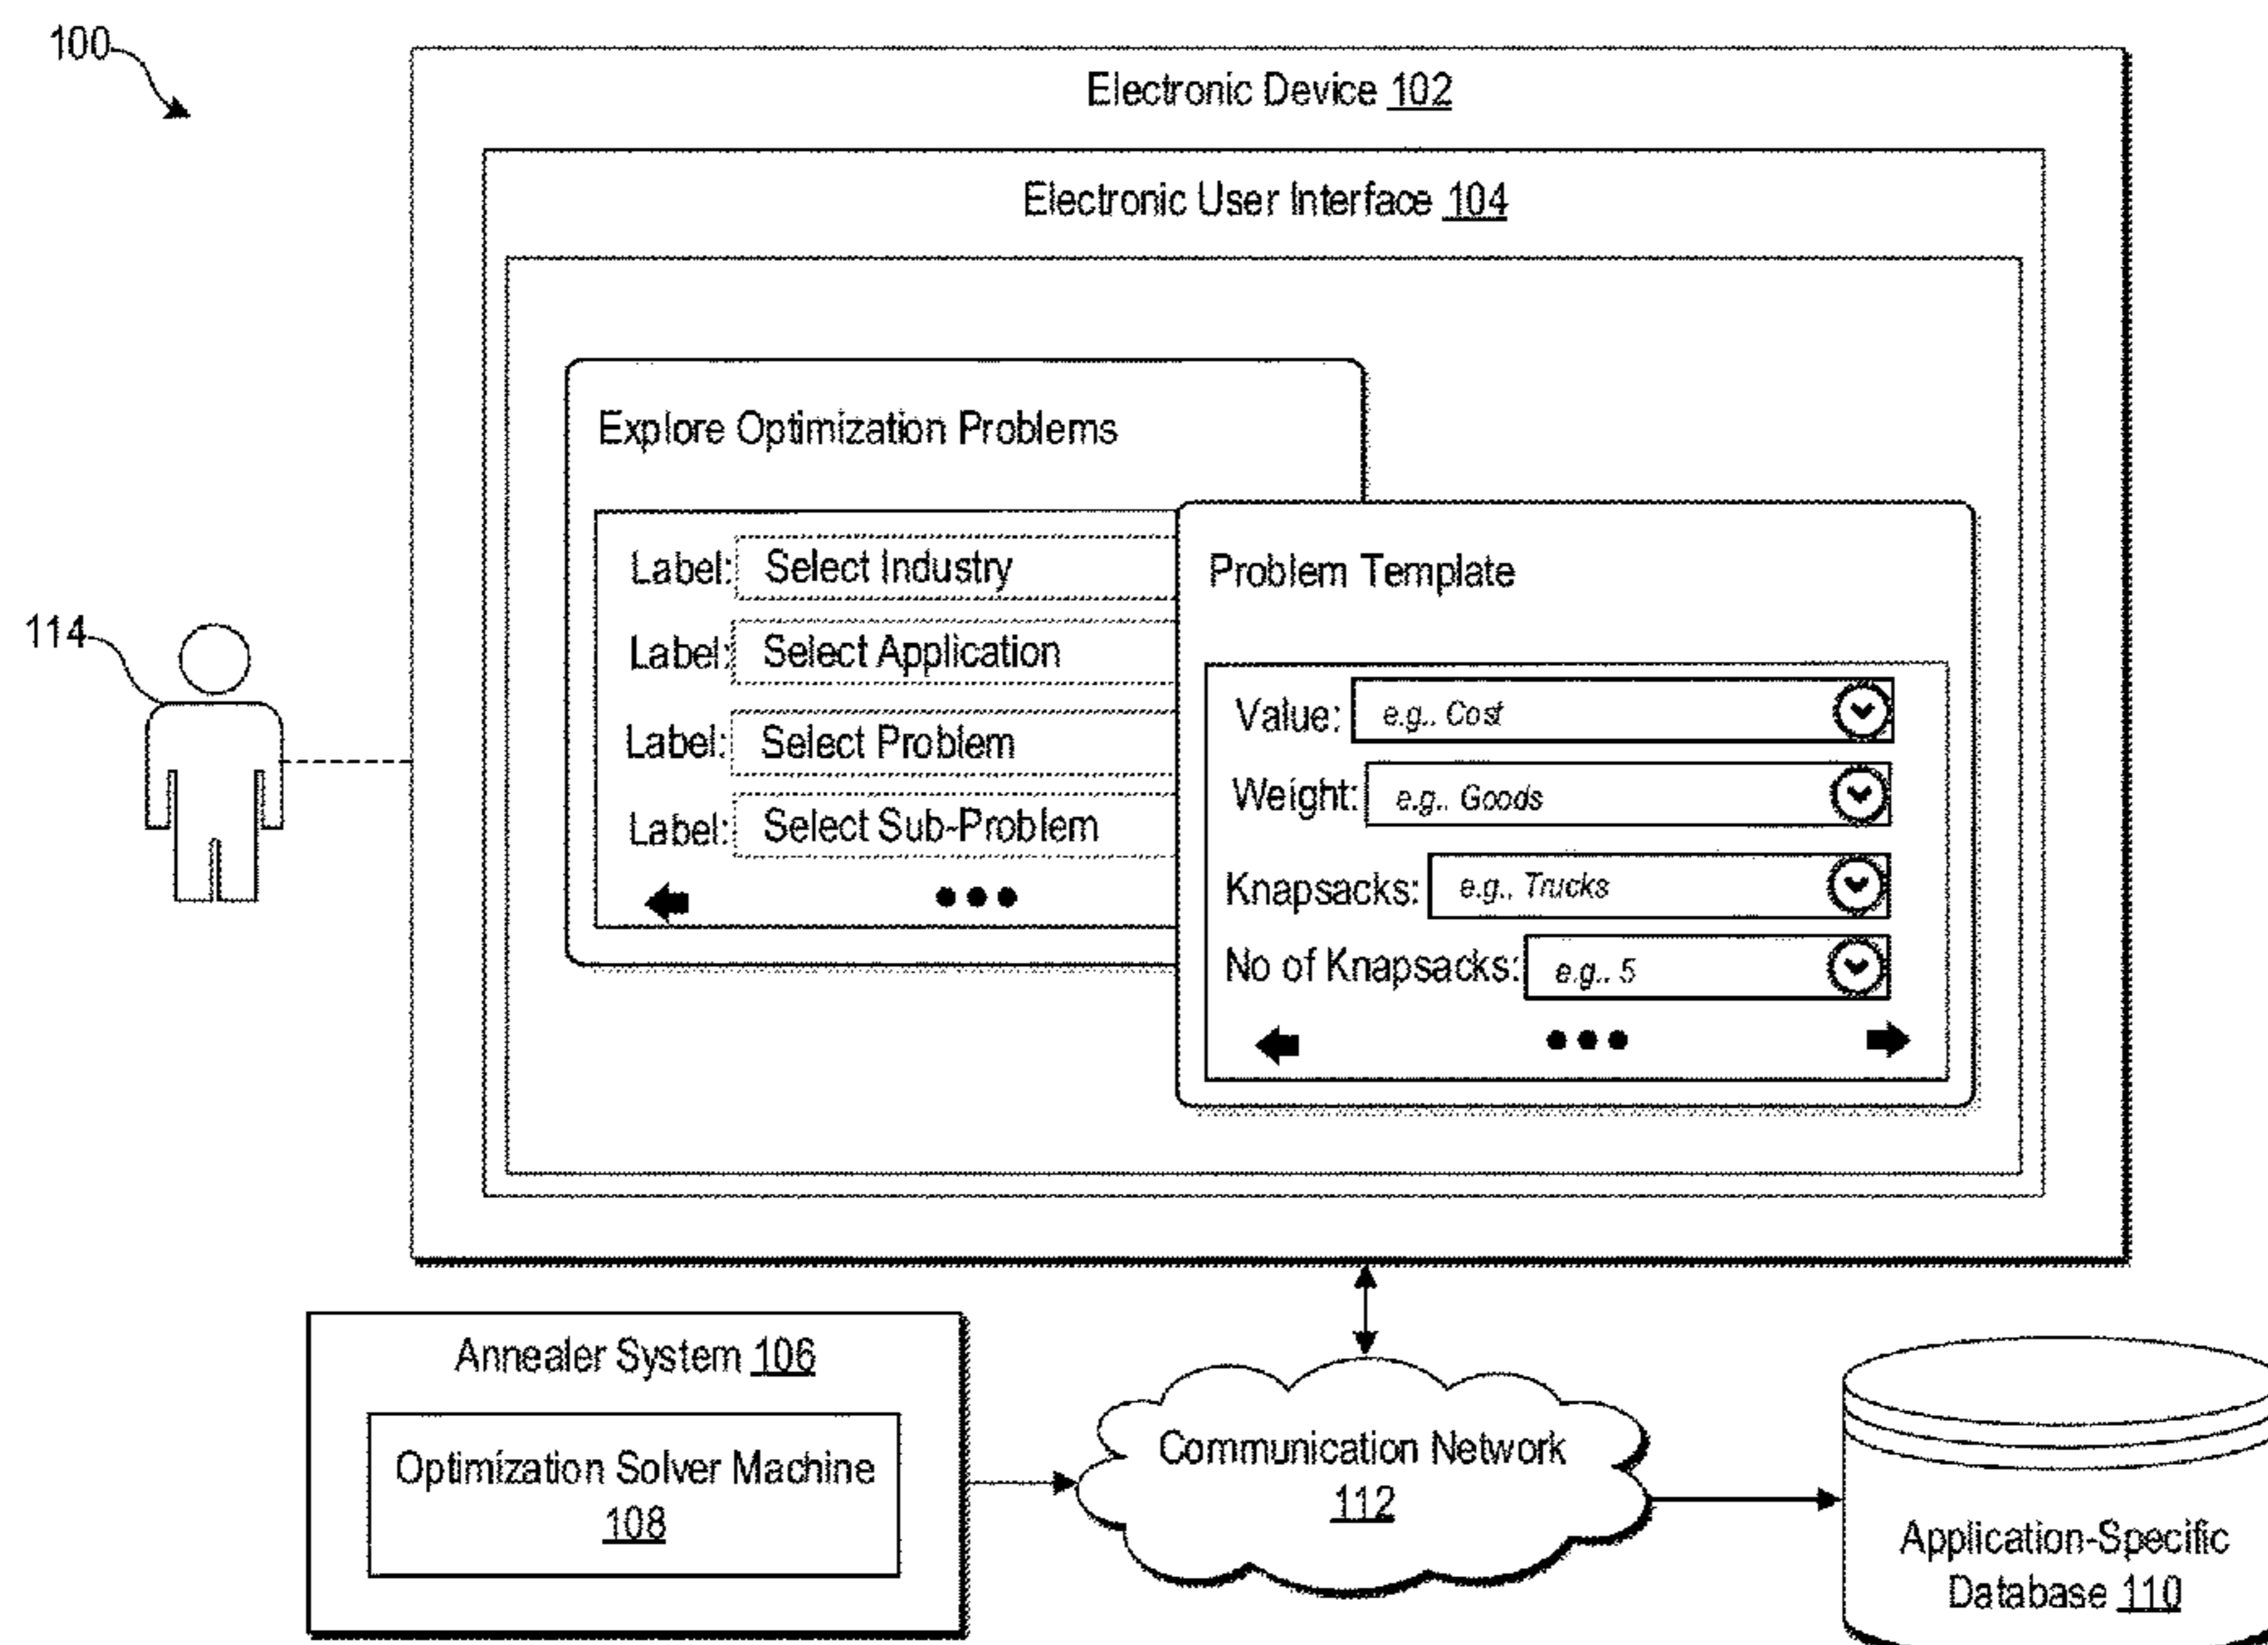 100
Electronic Device 102
Electronic User Interface 104
Explore Optimization Problems
Label: Select Industry
Label: Select Application
Label: Select Problem
Label: Select Sub-Problem
Problem Template
Value: e.g., Cost
Weight: e.g., Goods
Knapsacks: e.g., Trucks
No of Knapsacks: e.g., 5
114
Annealer System 106
Optimization Solver Machine
108
Communication Network
112
Application-Specific
Database 110